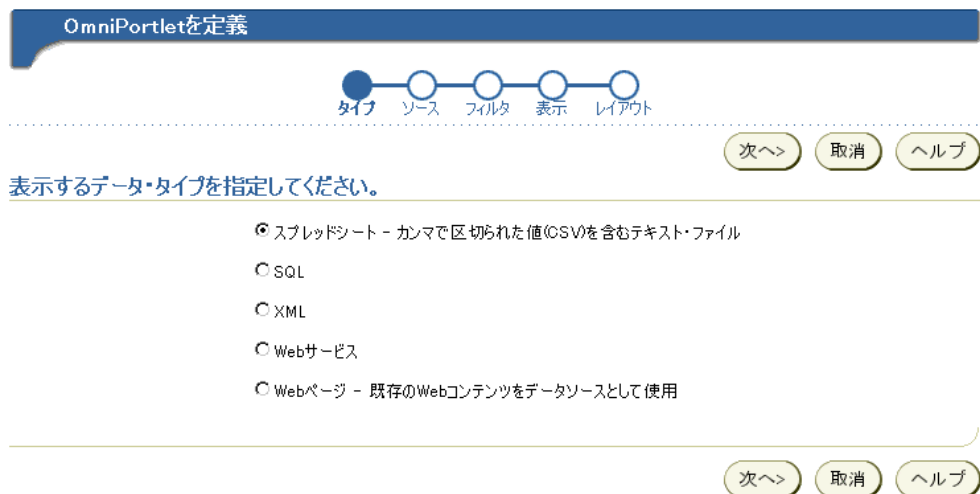 OmniPortletを定義
タイプ ソース フィルタ 表示 レイアウト
次へ> 取消 ヘルプ
表示するデータ・タイプを指定してください。
スプレッドシート - カンマで区切られた値(CSV)を含むテキスト・ファイル
SQL
XML
Webサービス
Webページ - 既存のWebコンテンツをデータソースとして使用
次へ> 取消 ヘルプ